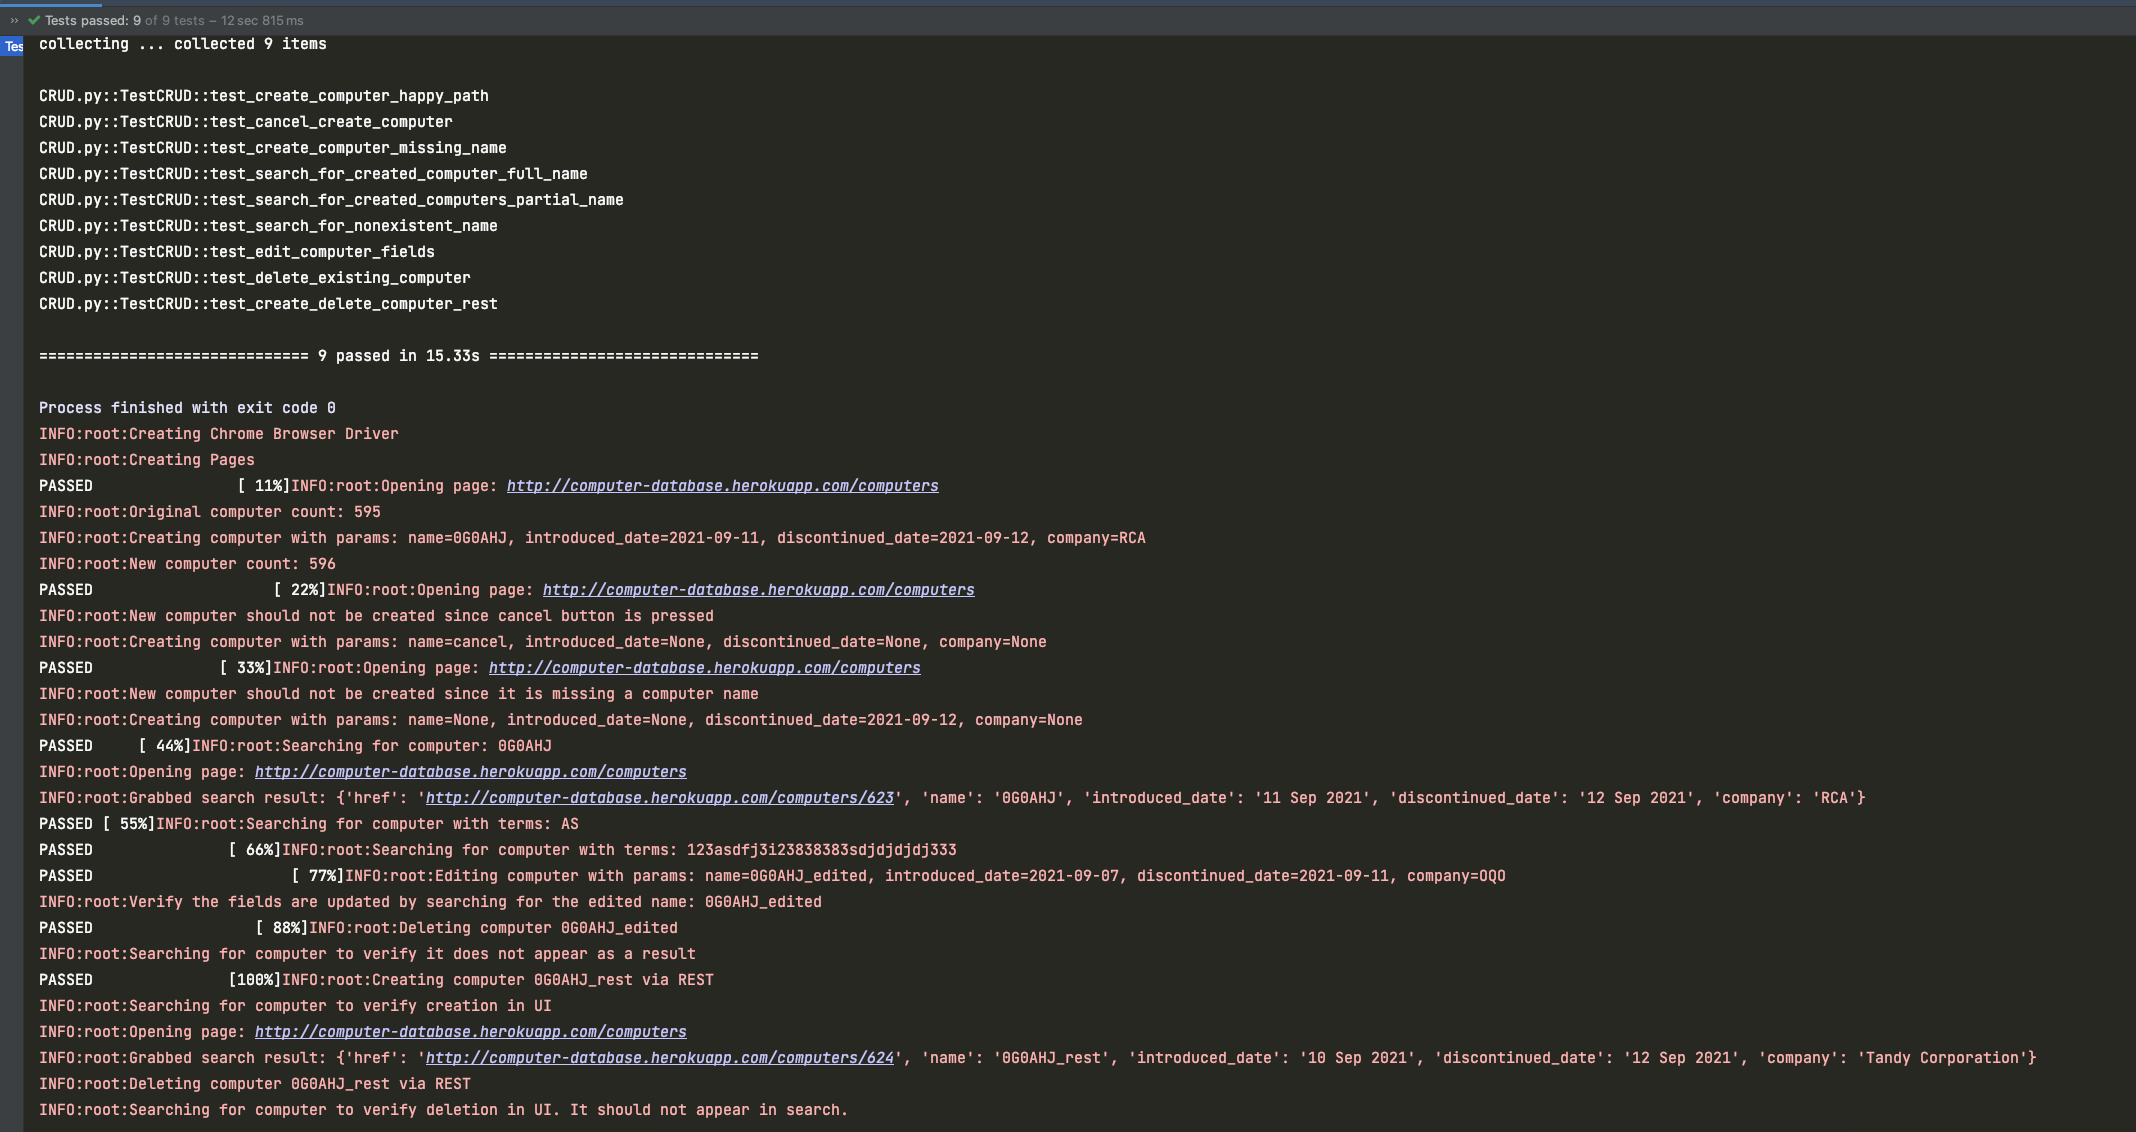 ›› ✔ Tests passed: 9 of 9 tests – 12 sec 815 ms
Tes
collecting ... collected 9 items
CRUD.py::TestCRUD::test_create_computer_happy_path
CRUD.py::TestCRUD::test_cancel_create_computer
CRUD.py::TestCRUD::test_create_computer_missing_name
CRUD.py::TestCRUD::test_search_for_created_computer_full_name
CRUD.py::TestCRUD::test_search_for_created_computers_partial_name
CRUD.py::TestCRUD::test_search_for_nonexistent_name
CRUD.py::TestCRUD::test_edit_computer_fields
CRUD.py::TestCRUD::test_delete_existing_computer
CRUD.py::TestCRUD::test_create_delete_computer_rest
============================== 9 passed in 15.33s ==============================
Process finished with exit code 0
INFO:root:Creating Chrome Browser Driver
INFO:root:Creating Pages
PASSED                [ 11%]INFO:root:Opening page: http://computer-database.herokuapp.com/computers
INFO:root:Original computer count: 595
INFO:root:Creating computer with params: name=0G0AHJ, introduced_date=2021-09-11, discontinued_date=2021-09-12, company=RCA
INFO:root:New computer count: 596
PASSED                    [ 22%]INFO:root:Opening page: http://computer-database.herokuapp.com/computers
INFO:root:New computer should not be created since cancel button is pressed
INFO:root:Creating computer with params: name=cancel, introduced_date=None, discontinued_date=None, company=None
PASSED              [ 33%]INFO:root:Opening page: http://computer-database.herokuapp.com/computers
INFO:root:New computer should not be created since it is missing a computer name
INFO:root:Creating computer with params: name=None, introduced_date=None, discontinued_date=2021-09-12, company=None
PASSED     [ 44%]INFO:root:Searching for computer: 0G0AHJ
INFO:root:Opening page: http://computer-database.herokuapp.com/computers
INFO:root:Grabbed search result: {'href': 'http://computer-database.herokuapp.com/computers/623', 'name': '0G0AHJ', 'introduced_date': '11 Sep 2021', 'discontinued_date': '12 Sep 2021', 'company': 'RCA'}
PASSED [ 55%]INFO:root:Searching for computer with terms: AS
PASSED               [ 66%]INFO:root:Searching for computer with terms: 123asdfj3i23838383sdjdjdjdj333
PASSED                      [ 77%]INFO:root:Editing computer with params: name=0G0AHJ_edited, introduced_date=2021-09-07, discontinued_date=2021-09-11, company=OQO
INFO:root:Verify the fields are updated by searching for the edited name: 0G0AHJ_edited
PASSED                  [ 88%]INFO:root:Deleting computer 0G0AHJ_edited
INFO:root:Searching for computer to verify it does not appear as a result
PASSED               [100%]INFO:root:Creating computer 0G0AHJ_rest via REST
INFO:root:Searching for computer to verify creation in UI
INFO:root:Opening page: http://computer-database.herokuapp.com/computers
INFO:root:Grabbed search result: {'href': 'http://computer-database.herokuapp.com/computers/624', 'name': '0G0AHJ_rest', 'introduced_date': '10 Sep 2021', 'discontinued_date': '12 Sep 2021', 'company': 'Tandy Corporation'}
INFO:root:Deleting computer 0G0AHJ_rest via REST
INFO:root:Searching for computer to verify deletion in UI. It should not appear in search.